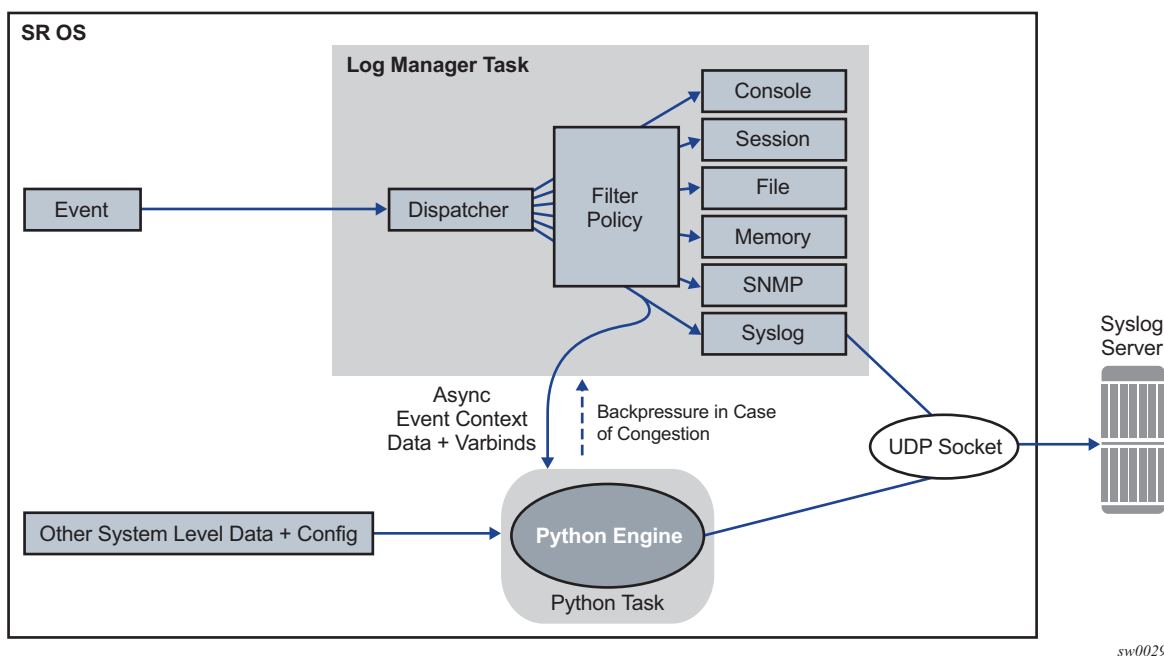 SR OS
Log Manager Task
Console
Session
File
Memory
SNMP
Syslog
Event
Dispatcher
Filter
Policy
Syslog
Server
Async
Event Context
Data + Varbinds
Backpressure in Case
of Congestion
UDP Socket
Other System Level Data + Config
Python Engine
Python Task
sw0029